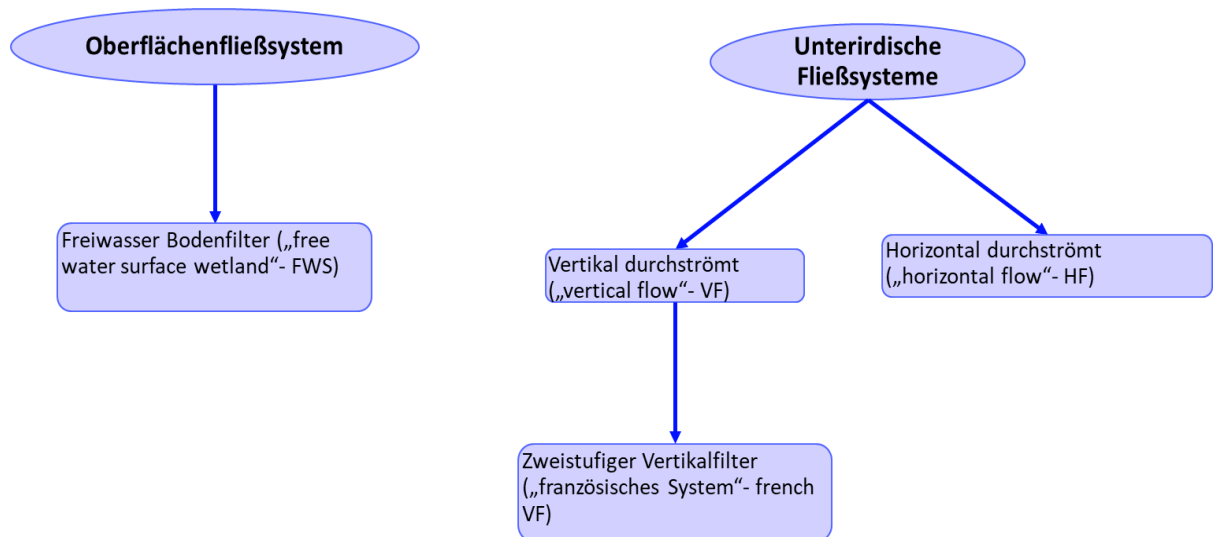 Oberflächenfließsystem
Unterirdische
Fließsysteme
Freiwasser Bodenfilter („free
water surface wetland“- FWS)
Vertikal durchströmt
(„vertical flow“- VF)
Horizontal durchströmt
(„horizontal flow“- HF)
Zweistufiger Vertikalfilter
(„französisches System“- french
VF)